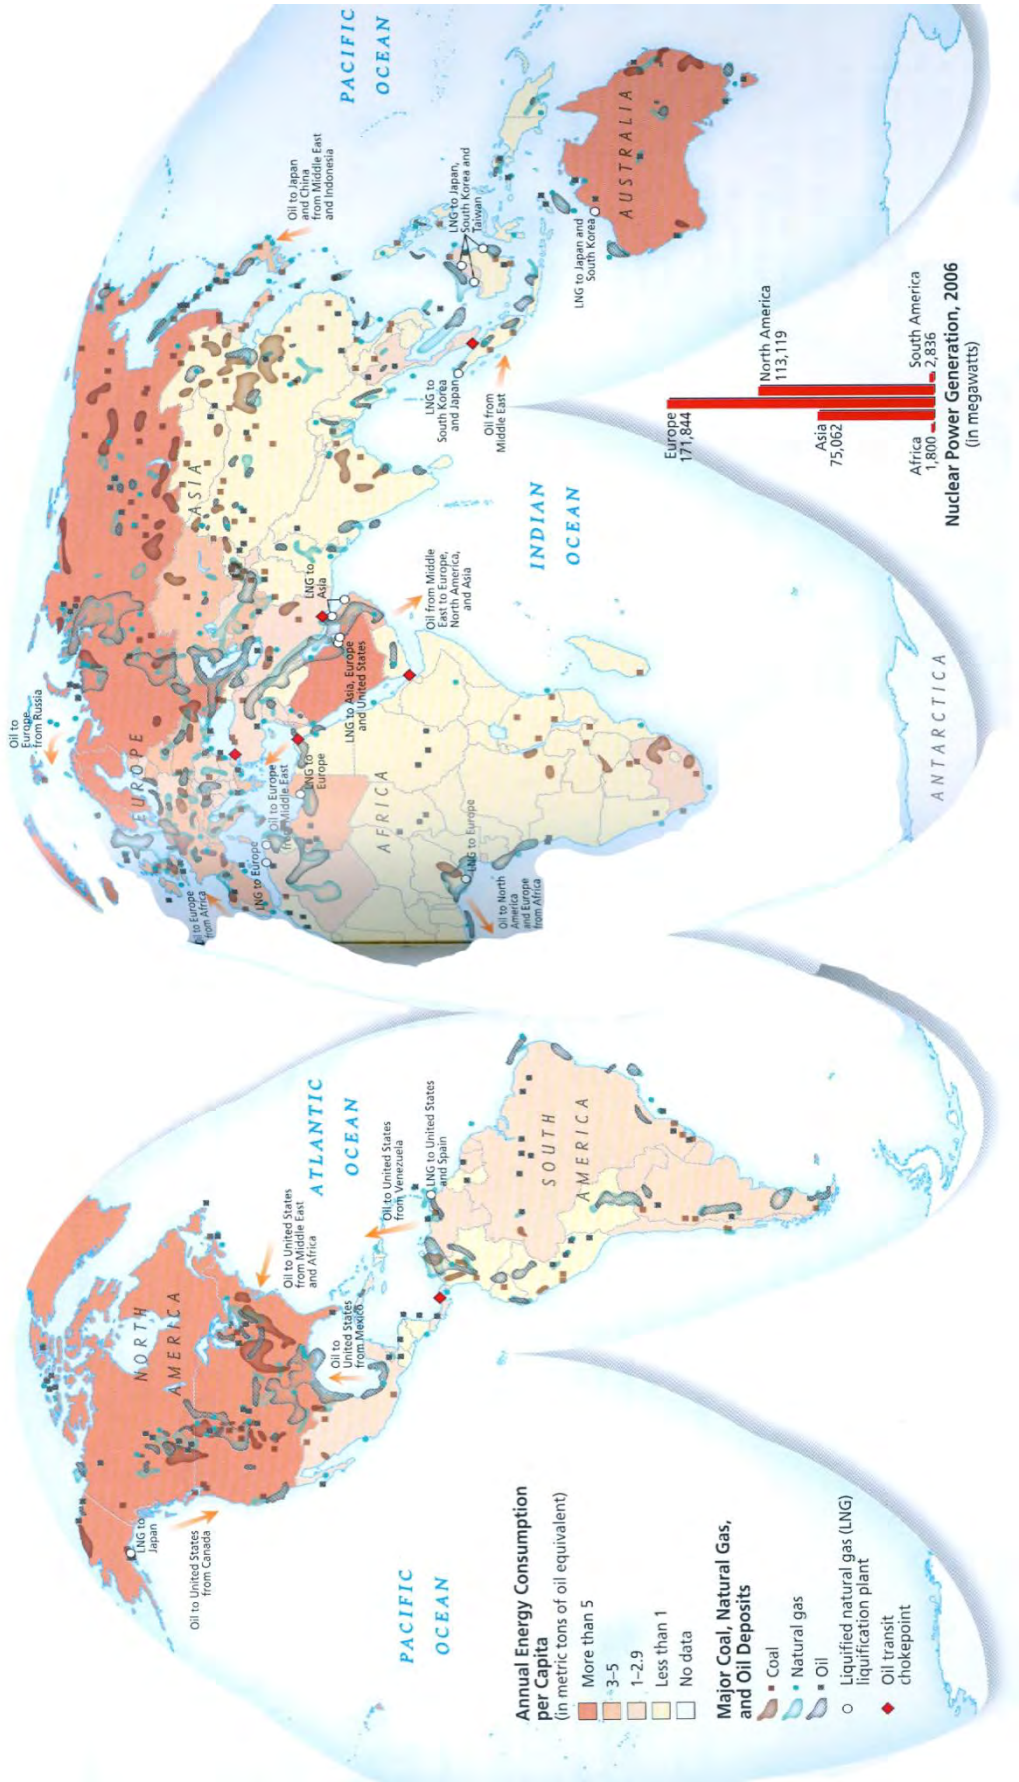 PACIFIC
OCEAN
NORTH
AMERICA
LNG to
Japan
Oil to United States
from Canada
Oil to United States
from Middle East
and Africa
Oil to
United States
from Mexico
ATLANTIC
OCEAN
Oil to United States
from Venezuela
LNG to United States
and Spain
SOUTH
AMERICA
Annual Energy Consumption
per Capita
(in metric tons of oil equivalent)
More than 5
3–5
1–2.9
Less than 1
No data
Major Coal, Natural Gas,
and Oil Deposits
Coal
Natural gas
Oil
Liquified natural gas (LNG)
liquification plant
Oil transit
chokepoint
Oil to
Europe
from Russia
EUROPE
ASIA
Oil to Europe
from Africa
LNG to Europe
Oil to Europe
from Middle East
LNG to
Europe
LNG to Asia, Europe
and United States
LNG to
Asia
AFRICA
LNG to Europe
Oil to North
America
and Europe
from Africa
Oil from Middle
East to Europe,
North America,
and Asia
INDIAN
OCEAN
LNG to
South Korea
and Japan
Oil from
Middle East
Oil to Japan
and China
from Middle East
and Indonesia
PACIFIC
OCEAN
LNG to Japan,
South Korea and
Taiwan
LNG to Japan and
South Korea
AUSTRALIA
ANTARCTICA
Europe
171,844
Asia
75,062
North America
113,119
Africa
1,800
South America
2,836
Nuclear Power Generation, 2006
(in megawatts)